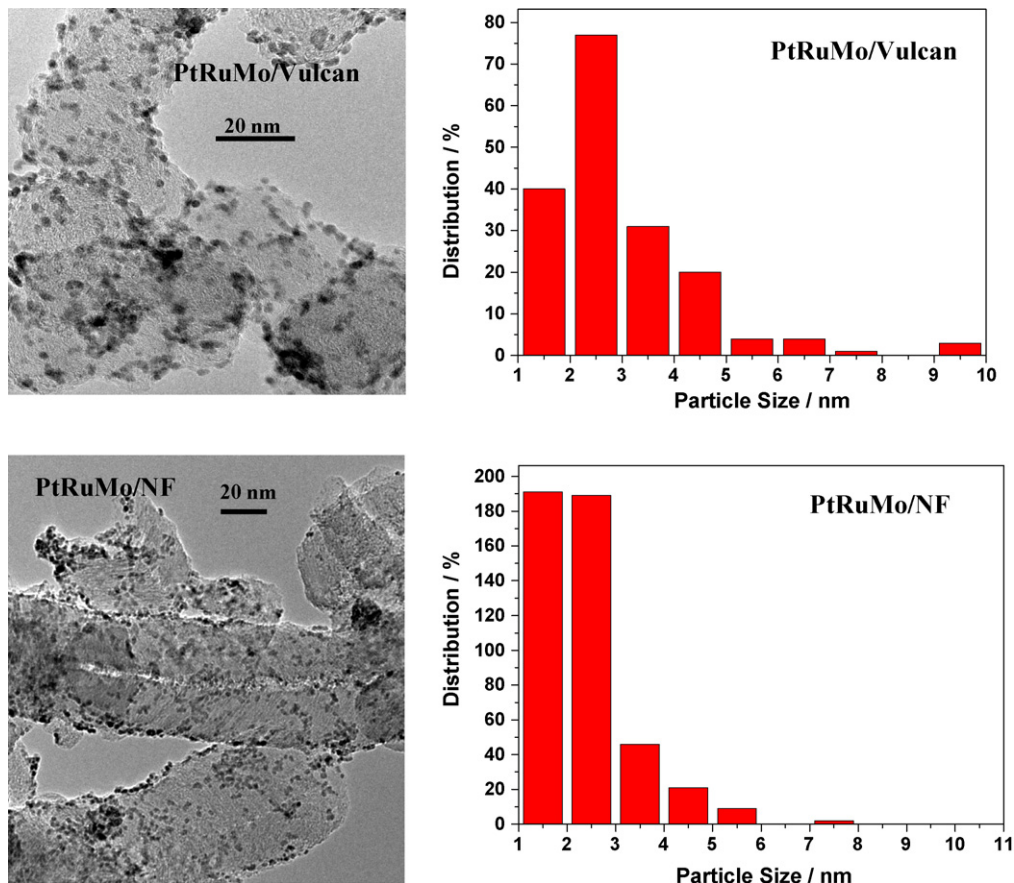 PtRuMo/Vulcan
20 nm
80
70
60
50
40
30
20
10
0
Distribution / %
PtRuMo/Vulcan
1 2 3 4 5 6 7 8 9 10
Particle Size / nm
PtRuMo/NF
20 nm
200
180
160
140
120
100
80
60
40
20
0
Distribution / %
PtRuMo/NF
1 2 3 4 5 6 7 8 9 10 11
Particle Size / nm